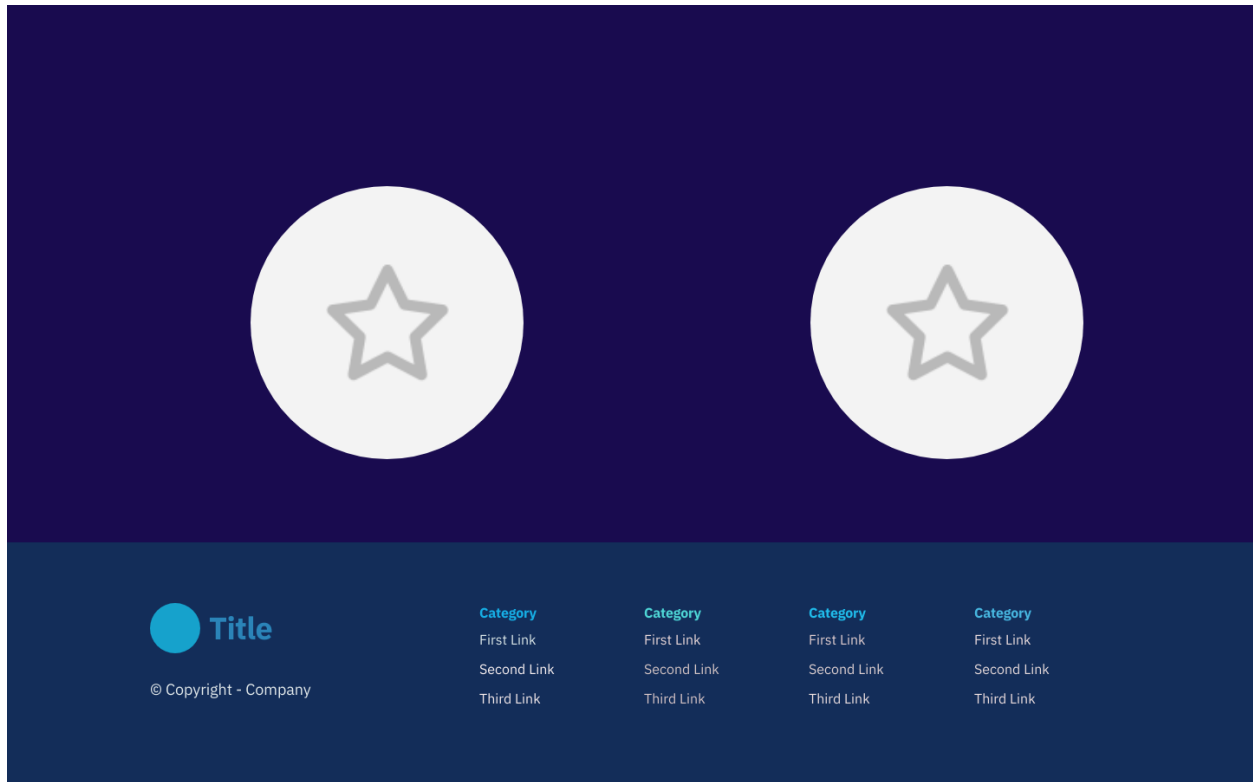 Title
© Copyright - Company
Category
First Link
Second Link
Third Link
Category
First Link
Second Link
Third Link
Category
First Link
Second Link
Third Link
Category
First Link
Second Link
Third Link